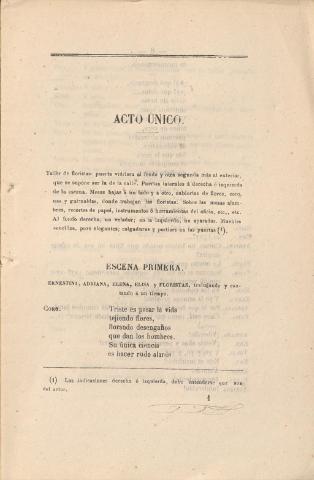 ACTO ÚNICO.
Taller de floristas: puerta vidriera al fondo y otra segunda más al exterior,
que se supone ser la de la calle. Puertas laterales á derecha é izquierda
de la escena. Mesas bajas á un lado y á otro, cubiertas de flores,
y guirnaldas, donde trabajan las floristas. Sobre las mesas
recortes de papel, instrumentos ó herramientas del oficio, etc., etc.
Al fondo derecha, un velador; en la izquierda, un Muebles
sencillos, pero elegantes; colgaduras y portiers en las puertas (1).
ESCENA PRIMERA.
ERNESTINA, ADRIANA, ELENA, ELOSA y FLORISTAS, trabajando y can-
tando á un tiempo.
CORO. Triste es pasar la vida
tejiendo flores,
llorando desengaños
que dan los hombres.
Su única ciencia
es hacer rudo alarde
(1) Las indicaciones derecha é izquierda, debe entenderse que son
del actor.
1